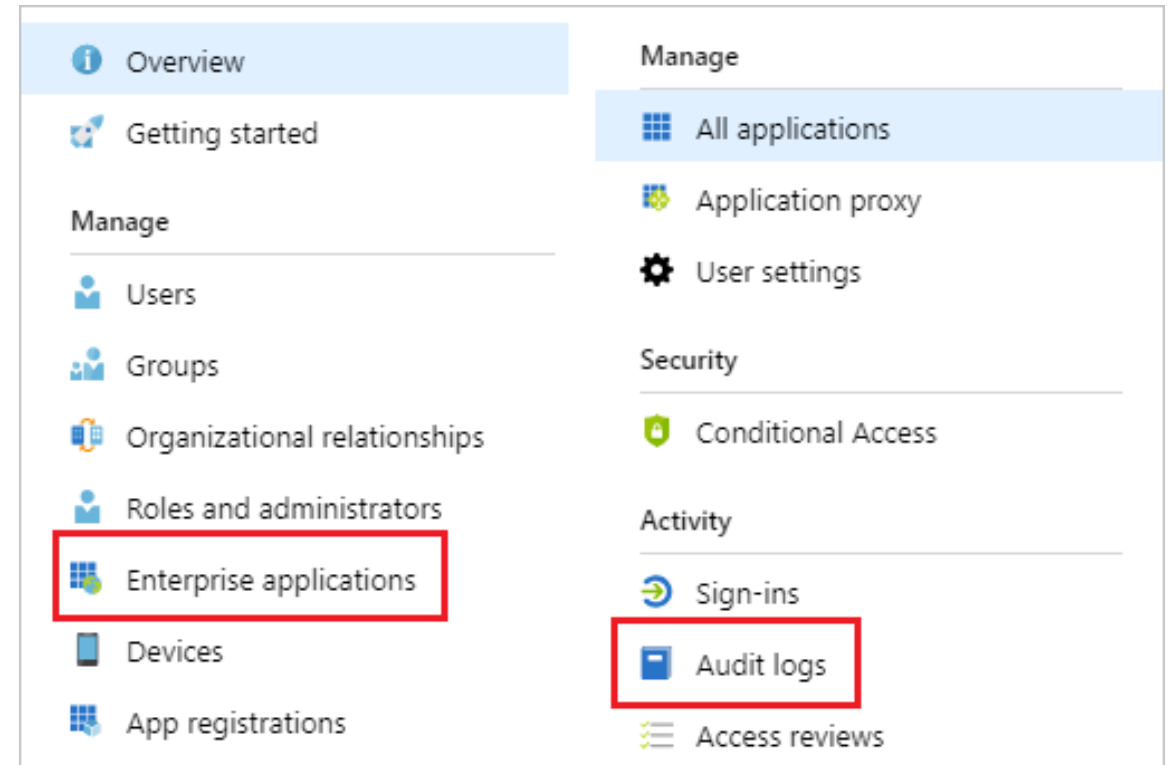 Overview
Getting started
Manage
Users
Groups
Organizational relationships
Roles and administrators
Enterprise applications
Devices
App registrations
Manage
All applications
Application proxy
User settings
Security
Conditional Access
Activity
Sign-ins
Audit logs
Access reviews